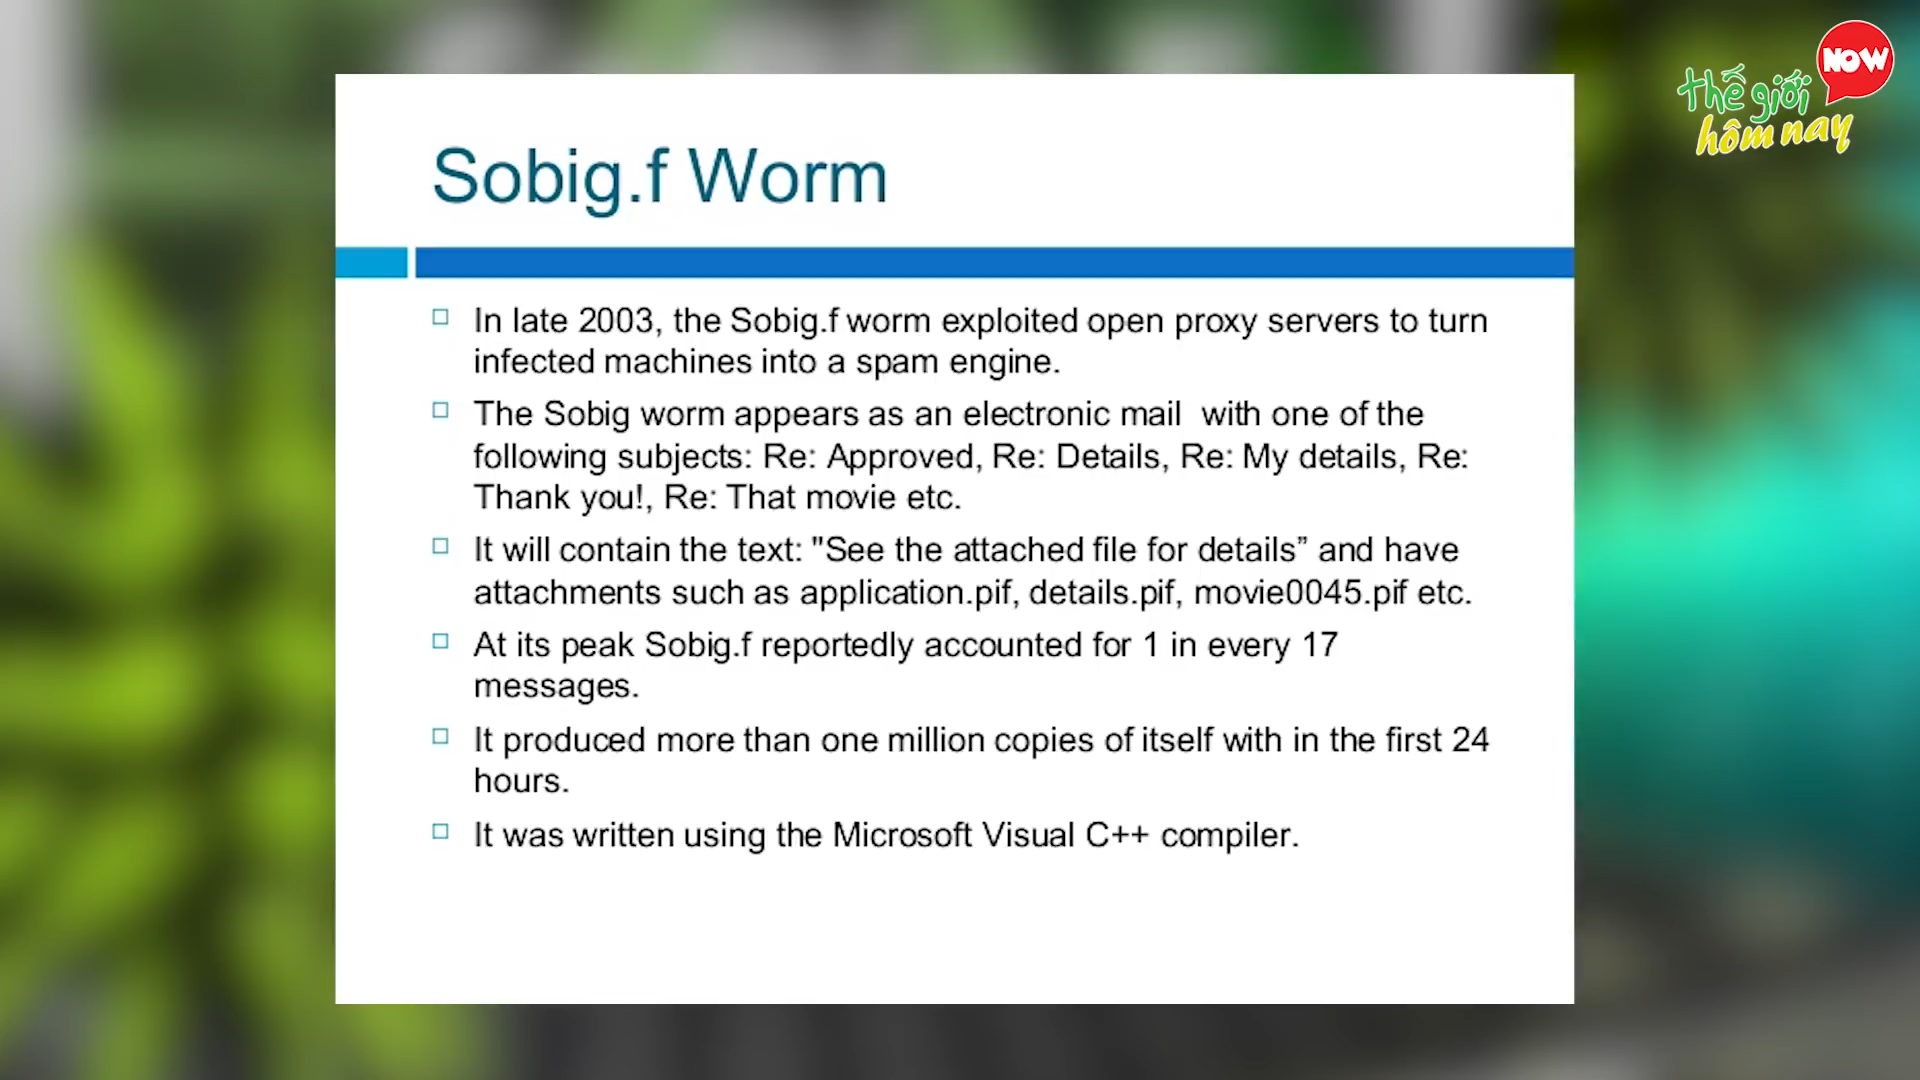 NOW
thế giới
hôm nay
Sobig.f Worm
In late 2003, the Sobig.f worm exploited open proxy servers to turn
infected machines into a spam engine.
The Sobig worm appears as an electronic mail  with one of the
following subjects: Re: Approved, Re: Details, Re: My details, Re:
Thank you!, Re: That movie etc.
It will contain the text: "See the attached file for details” and have
attachments such as application.pif, details.pif, movie0045.pif etc.
At its peak Sobig.f reportedly accounted for 1 in every 17
messages.
It produced more than one million copies of itself with in the first 24
hours.
It was written using the Microsoft Visual C++ compiler.